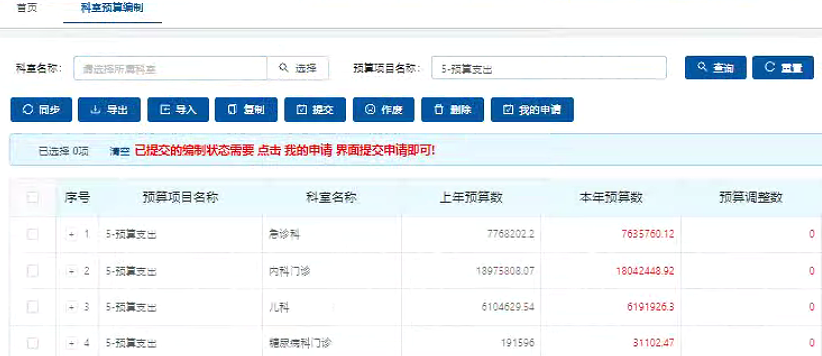 首页 科室预算编制
科室名称： 请选择所属科室 选择 预算项目名称： 5-预算支出 查询 重置
同步 导出 导入 复制 提交 作废 删除 我的申请
已选择 0项 清空 已提交的编制状态需要 点击 我的申请 界面提交申请即可!
序号 预算项目名称 科室名称 上年预算数 本年预算数 预算调整数
+ 1 5-预算支出 急诊科 7768202.2 7635760.12 0
+ 2 5-预算支出 内科门诊 18975808.07 18042448.92 0
+ 3 5-预算支出 儿科 6104629.54 6191926.3 0
+ 4 5-预算支出 糖尿病科门诊 191596 31102.47 0